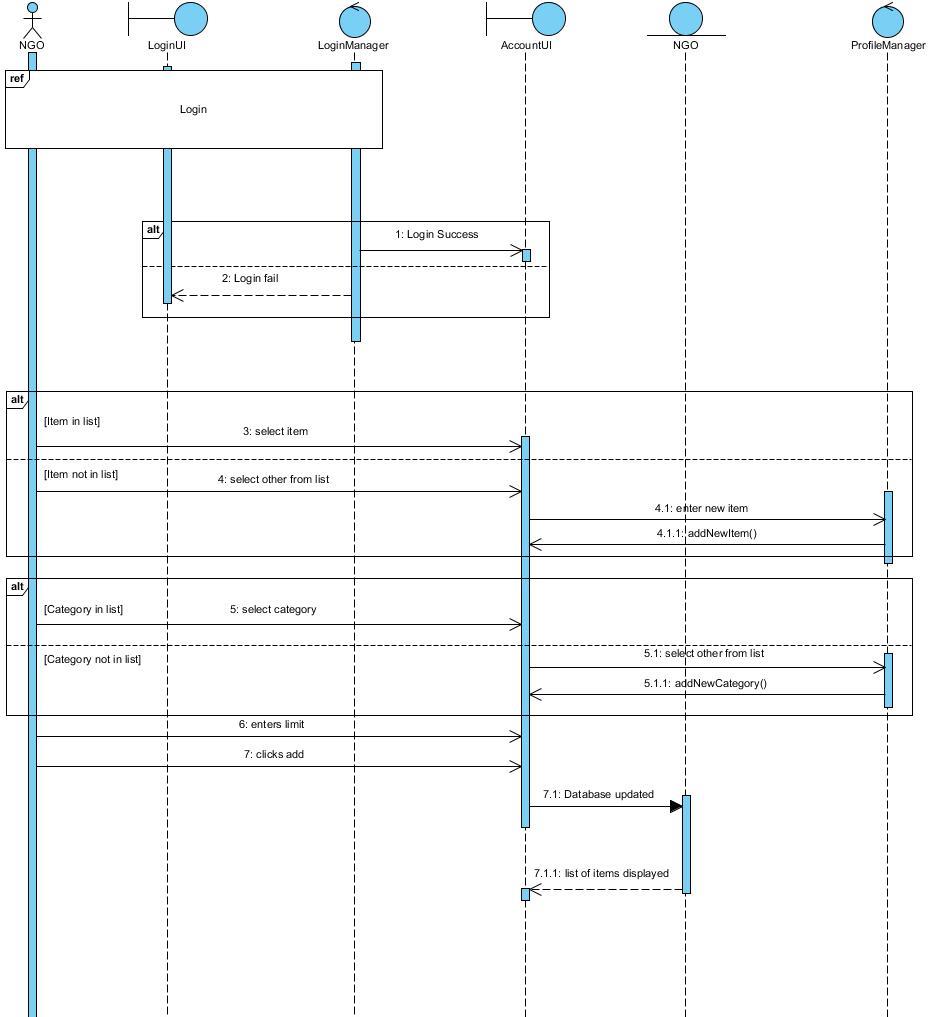 NGO
LoginUI
LoginManager
AccountUI
NGO
ProfileManager
ref
Login
alt
1: Login Success
2: Login fail
alt
[Item in list]
3: select item
[Item not in list]
4: select other from list
4.1: enter new item
4.1.1: addNewItem()
alt
[Category in list]
5: select category
[Category not in list]
5.1: select other from list
5.1.1: addNewCategory()
6: enters limit
7: clicks add
7.1: Database updated
7.1.1: list of items displayed